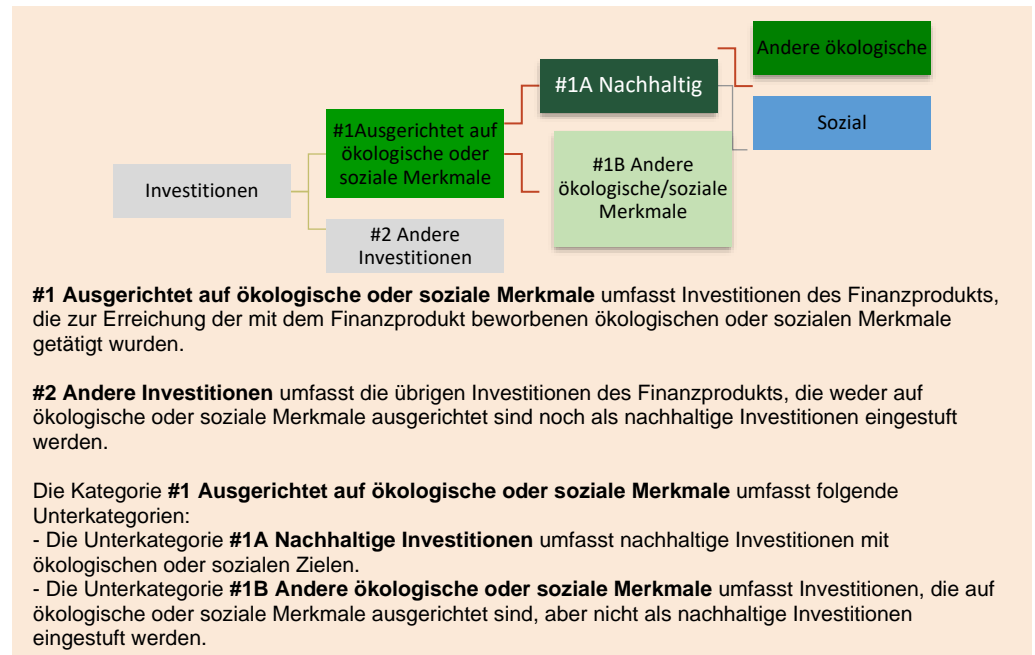 Andere ökologische
#1A Nachhaltig
Sozial
#1Ausgerichtet auf
ökologische oder
soziale Merkmale
#1B Andere
ökologische/soziale
Merkmale
Investitionen
#2 Andere
Investitionen
#1 Ausgerichtet auf ökologische oder soziale Merkmale umfasst Investitionen des Finanzprodukts,
die zur Erreichung der mit dem Finanzprodukt beworbenen ökologischen oder sozialen Merkmale
getätigt wurden.
#2 Andere Investitionen umfasst die übrigen Investitionen des Finanzprodukts, die weder auf
ökologische oder soziale Merkmale ausgerichtet sind noch als nachhaltige Investitionen eingestuft
werden.
Die Kategorie #1 Ausgerichtet auf ökologische oder soziale Merkmale umfasst folgende
Unterkategorien:
- Die Unterkategorie #1A Nachhaltige Investitionen umfasst nachhaltige Investitionen mit
ökologischen oder sozialen Zielen.
- Die Unterkategorie #1B Andere ökologische oder soziale Merkmale umfasst Investitionen, die auf
ökologische oder soziale Merkmale ausgerichtet sind, aber nicht als nachhaltige Investitionen
eingestuft werden.